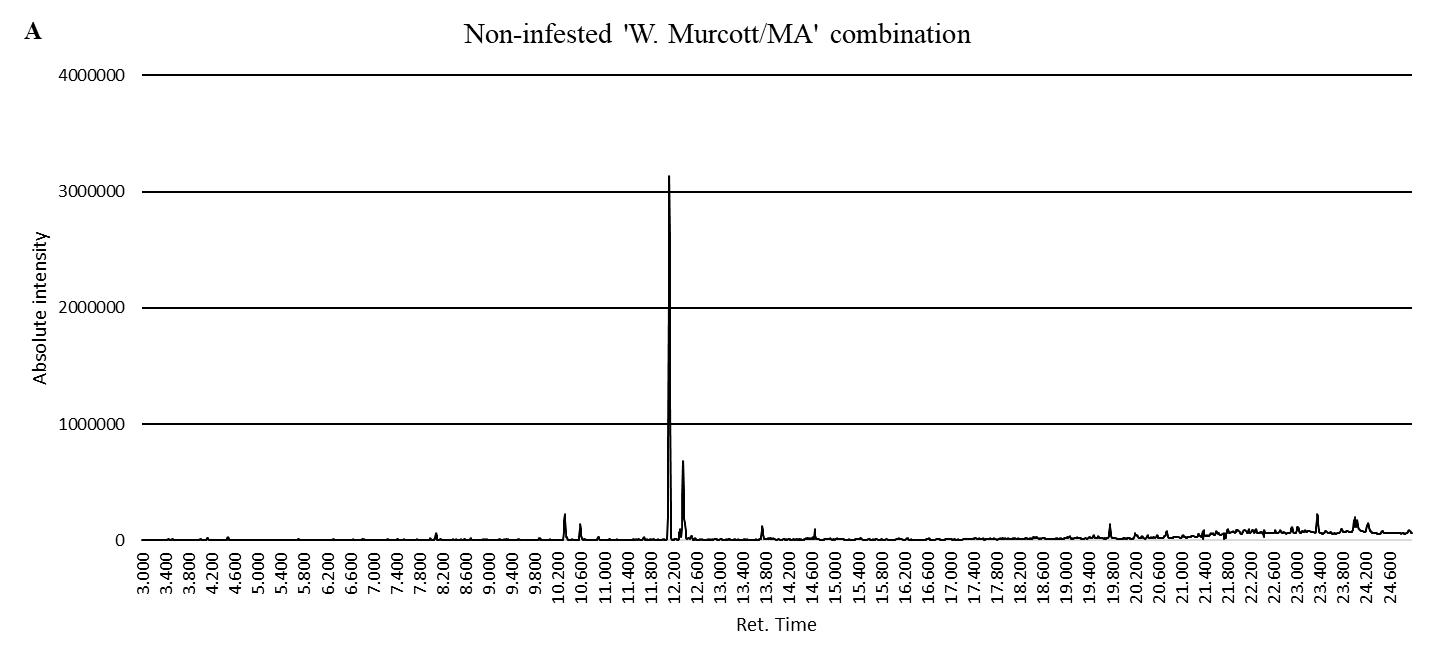 A
Non-infested 'W. Murcott/MA' combination
4000000
3000000
2000000
1000000
0
Absolute intensity
3.000 3.400 3.800 4.200 4.600 5.000 5.400 5.800 6.200 6.600 7.000 7.400 7.800 8.200 8.600 9.000 9.400 9.800 10.200 10.600 11.000 11.400 11.800 12.200 12.600 13.000 13.400 13.800 14.200 14.600 15.000 15.400 15.800 16.200 16.600 17.000 17.400 17.800 18.200 18.600 19.000 19.400 19.800 20.200 20.600 21.000 21.400 21.800 22.200 22.600 23.000 23.400 23.800 24.200 24.600
Ret. Time